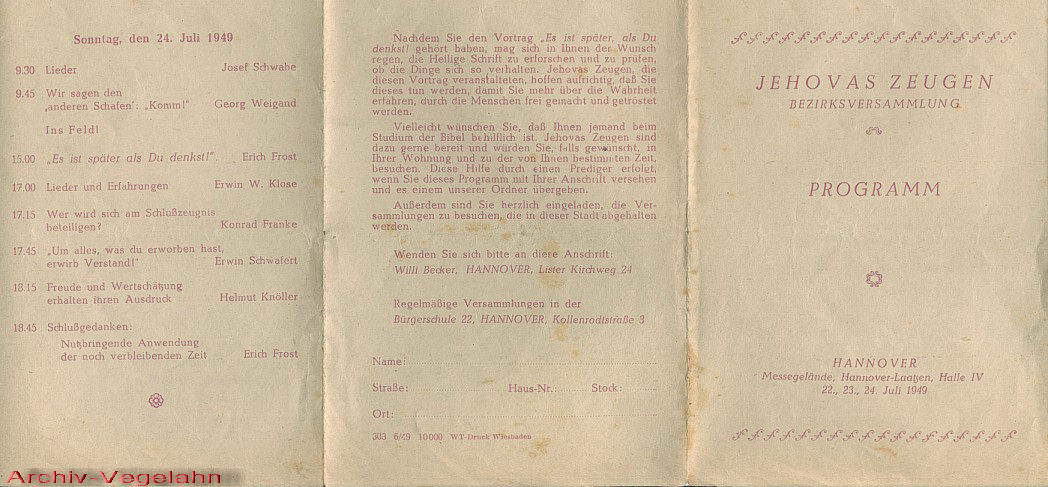 Sonntag, den 24. Juli 1949
9.30 Lieder Josef Schwabe
9.45 Wir sagen den
„anderen Schafen“: „Komm!“ Georg Weigand
Ins Feld!
15.00 „Es ist später als Du denkst!“. Erich Frost
17.00 Lieder und Erfahrungen Erwin W. Klose
17.15 Wer wird sich am Schlußzeugnis
beteiligen? Konrad Franke
17.45 „Um alles, was du erworben hast,
erwirb Verstand!“ Erwin Schwafert
18.15 Freude und Wertschätzung
erhalten ihren Ausdruck Helmut Knöller
18.45 Schlußgedanken:
Nutzbringende Anwendung
der noch verbleibenden Zeit Erich Frost
Nachdem Sie den Vortrag „Es ist später, als Du
denkst! gehört haben, mag sich in Ihnen der Wunsch
regen, die Heilige Schrift zu erforschen und zu prüfen,
ob die Dinge sich so verhalten. Jehovas Zeugen, die
diesen Vortrag veranstalteten, hoffen aufrichtig, daß Sie
dieses tun werden, damit Sie mehr über die Wahrheit
erfahren, durch die Menschen frei gemacht und getröstet
werden.
Vielleicht wünschen Sie, daß Ihnen jemand beim
Studium der Bibel behilflich ist. Jehovas Zeugen sind
dazu gerne bereit und würden Sie, falls gewünscht, in
Ihrer Wohnung und zu der von Ihnen bestimmten Zeit,
besuchen. Diese Hilfe durch einen Prediger erfolgt,
wenn Sie dieses Programm mit Ihrer Anschrift versehen
und es einem unserer Ordner übergeben.
Außerdem sind Sie herzlich eingeladen, die Ver-
sammlungen zu besuchen, die in dieser Stadt abgehalten
werden.
Wenden Sie sich bitte an diese Anschrift:
Willi Becker, HANNOVER, Lister Kirchweg 24
Regelmäßige Versammlungen in der
Bürgerschule 22, HANNOVER, Kollenrodtstraße 3
Name:
Straße: Haus-Nr.: Stock:
Ort:
303 6/49 10000 WT-Druck Wiesbaden
JEHOVAS ZEUGEN
BEZIRKSVERSAMMLUNG
PROGRAMM
HANNOVER
Messegelände, Hannover-Laatzen, Halle IV
22., 23., 24. Juli 1949
Archiv-Vegelahn